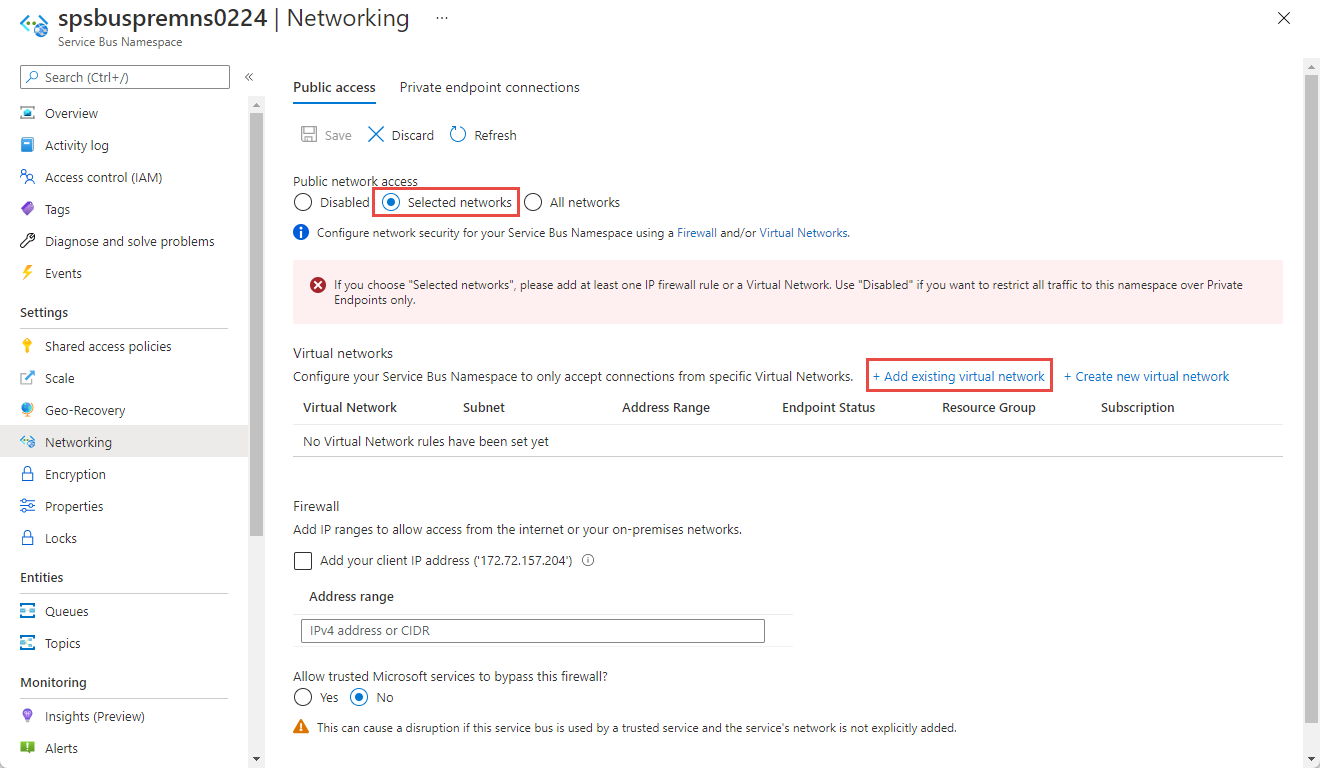 spsbuspremns0224 | Networking ...
Service Bus Namespace
Search (Ctrl+/)
«
Overview
Activity log
Access control (IAM)
Tags
Diagnose and solve problems
Events
Settings
Shared access policies
Scale
Geo-Recovery
Networking
Encryption
Properties
Locks
Entities
Queues
Topics
Monitoring
Insights (Preview)
Alerts
Public access Private endpoint connections
Save Discard Refresh
Public network access
Disabled Selected networks All networks
Configure network security for your Service Bus Namespace using a Firewall and/or Virtual Networks.
If you choose "Selected networks", please add at least one IP firewall rule or a Virtual Network. Use "Disabled" if you want to restrict all traffic to this namespace over Private
Endpoints only.
Virtual networks
Configure your Service Bus Namespace to only accept connections from specific Virtual Networks. + Add existing virtual network + Create new virtual network
Virtual Network Subnet Address Range Endpoint Status Resource Group Subscription
No Virtual Network rules have been set yet
Firewall
Add IP ranges to allow access from the internet or your on-premises networks.
Add your client IP address ('172.72.157.204')
Address range
IPv4 address or CIDR
Allow trusted Microsoft services to bypass this firewall?
Yes No
This can cause a disruption if this service bus is used by a trusted service and the service's network is not explicitly added.